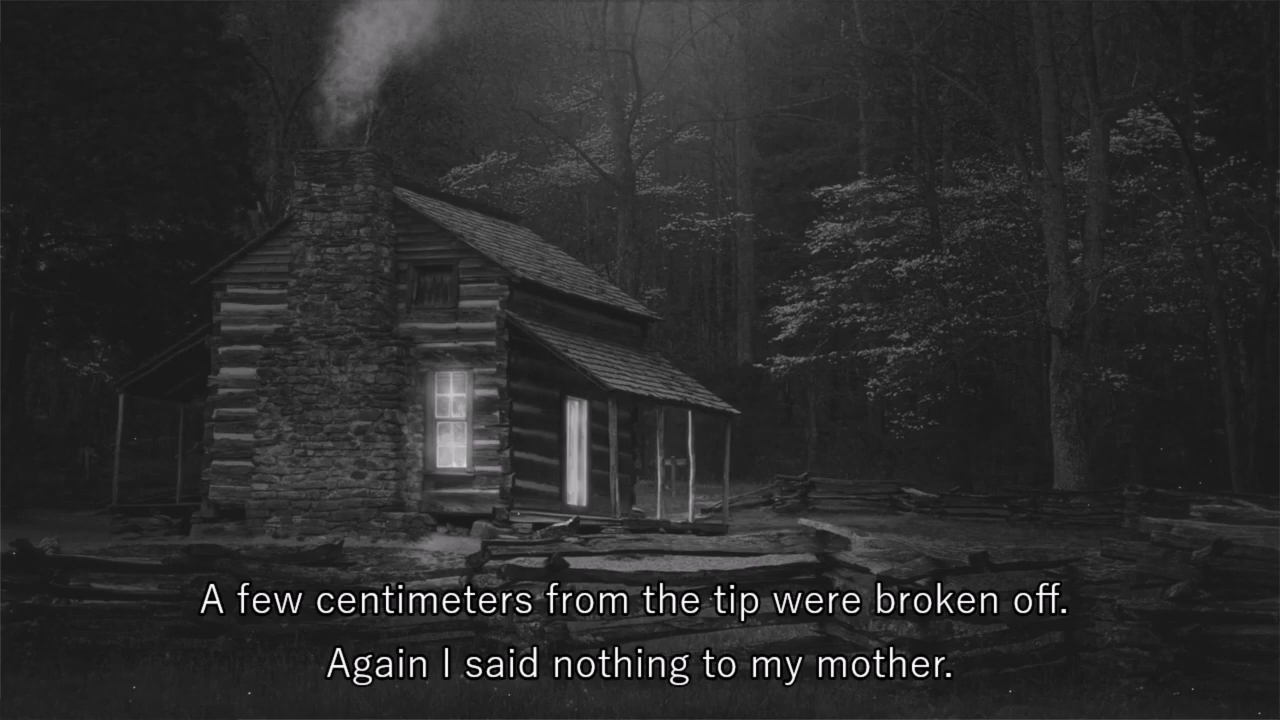 A few centimeters from the tip were broken off.
Again I said nothing to my mother.